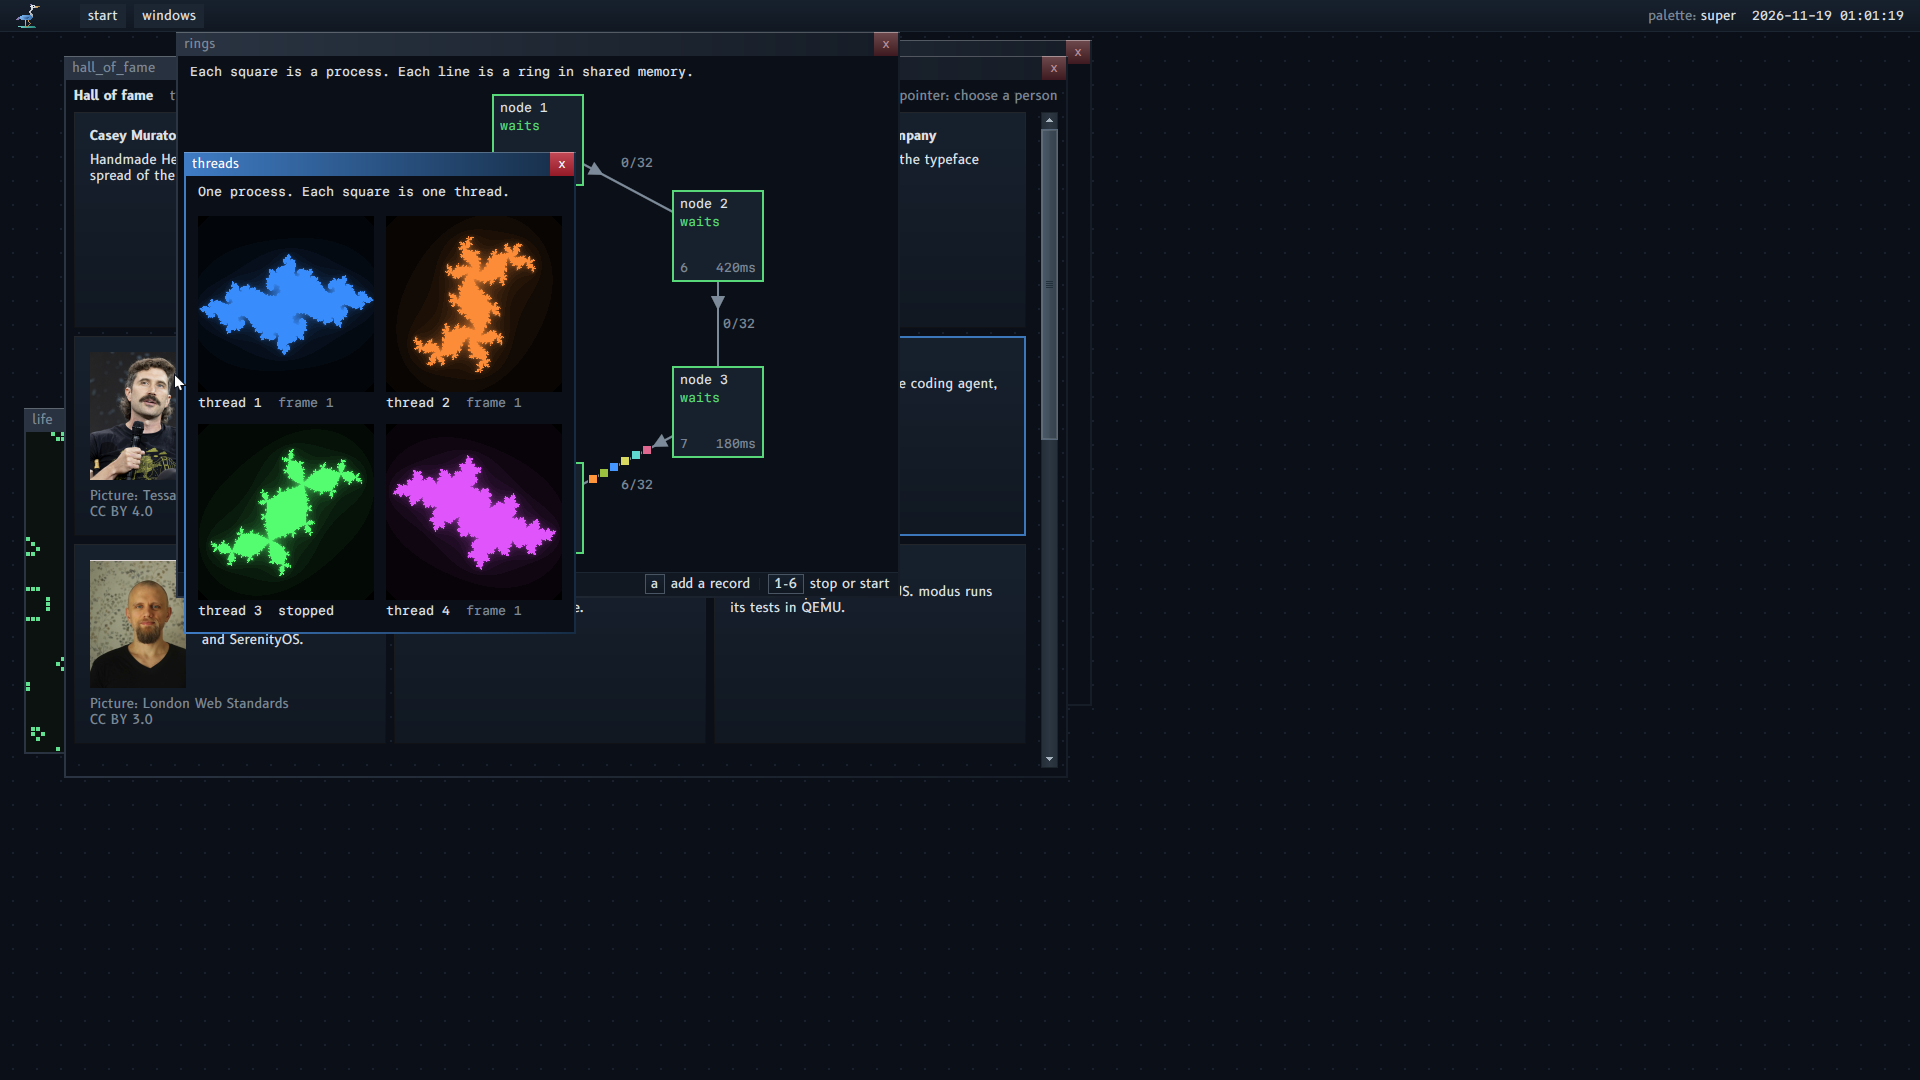 start windows palette: super 2026-11-19 01:01:19
rings x
x
hall_of_fame x
Each square is a process. Each line is a ring in shared memory.
Hall of fame pointer: choose a person
node 1
waits
Casey Murato
Handmade He the typeface
spread of the
mpany
threads x
0/32
One process. Each square is one thread.
node 2
waits
6 420ms
0/32
node 3
waits
7 180ms
e coding agent,
thread 1 frame 1 thread 2 frame 1
life
6/32
Picture: Tessa
CC BY 4.0
a add a record 1-6 stop or start
thread 3 stopped thread 4 frame 1
e.
JS. modus runs
its tests in QEMU.
and SerenityOS.
Picture: London Web Standards
CC BY 3.0